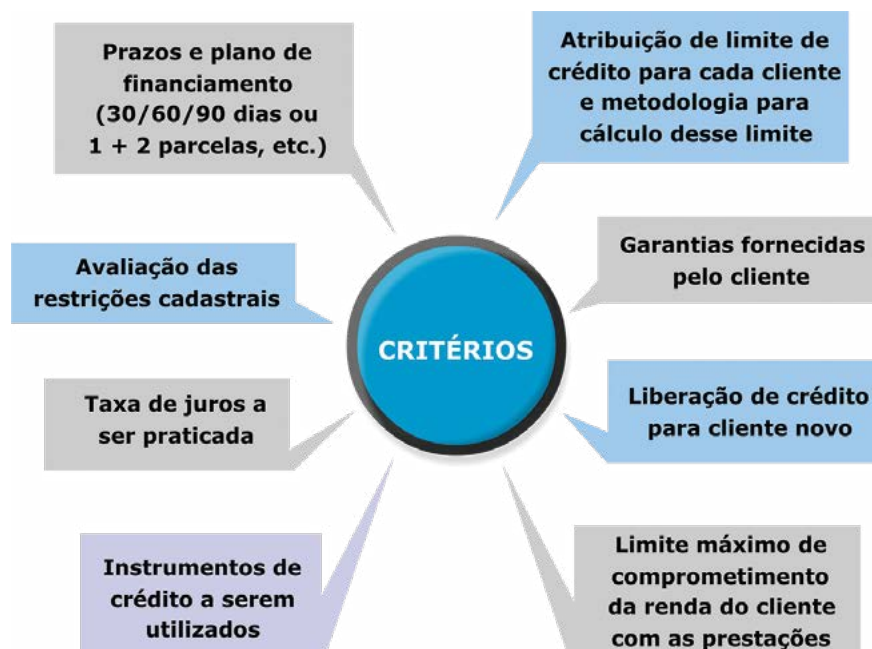 Prazos e plano de
financiamento
(30/60/90 dias ou
1 + 2 parcelas, etc.)
Atribuição de limite de
crédito para cada cliente
e metodologia para
cálculo desse limite
Avaliação das
restrições cadastrais
Garantias fornecidas
pelo cliente
CRITÉRIOS
Taxa de juros a
ser praticada
Liberação de crédito
para cliente novo
Instrumentos de
crédito a serem
utilizados
Limite máximo de
comprometimento
da renda do cliente
com as prestações